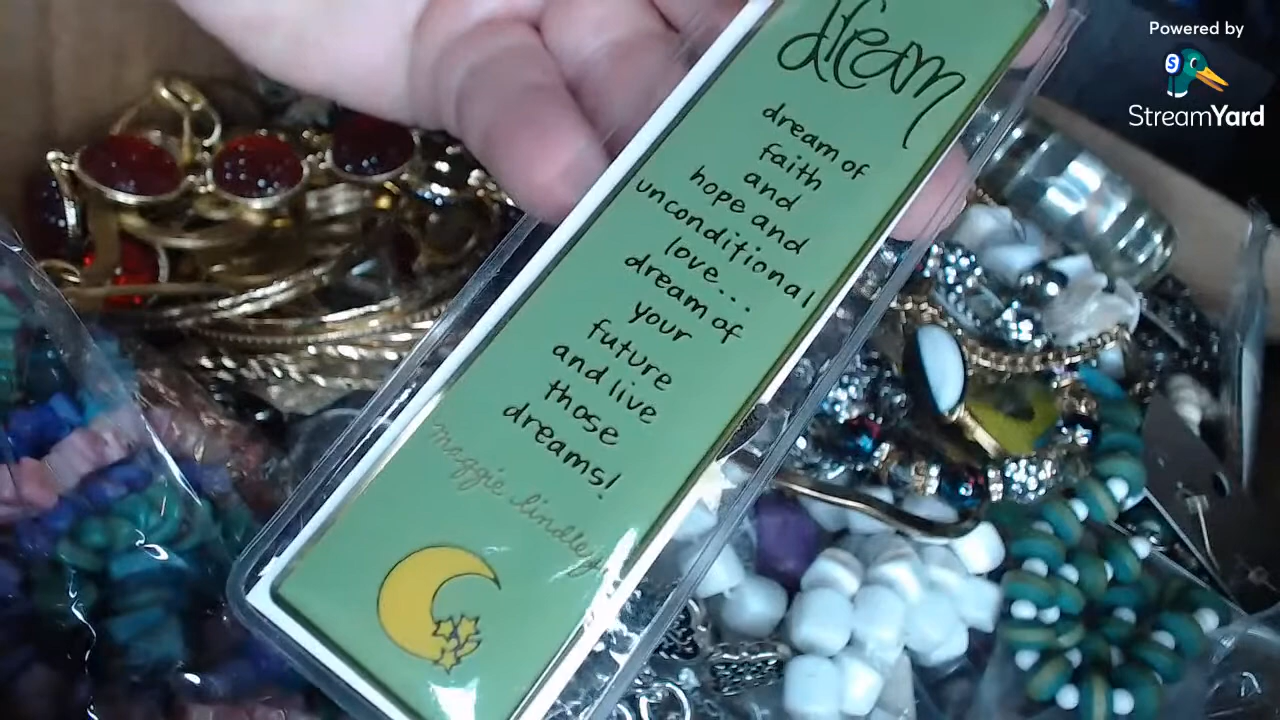 Powered by
StreamYard
dream
dream of
faith
and
hope and
unconditional
love...
dream of
your
future
and live
those
dreams!
maggie lindley